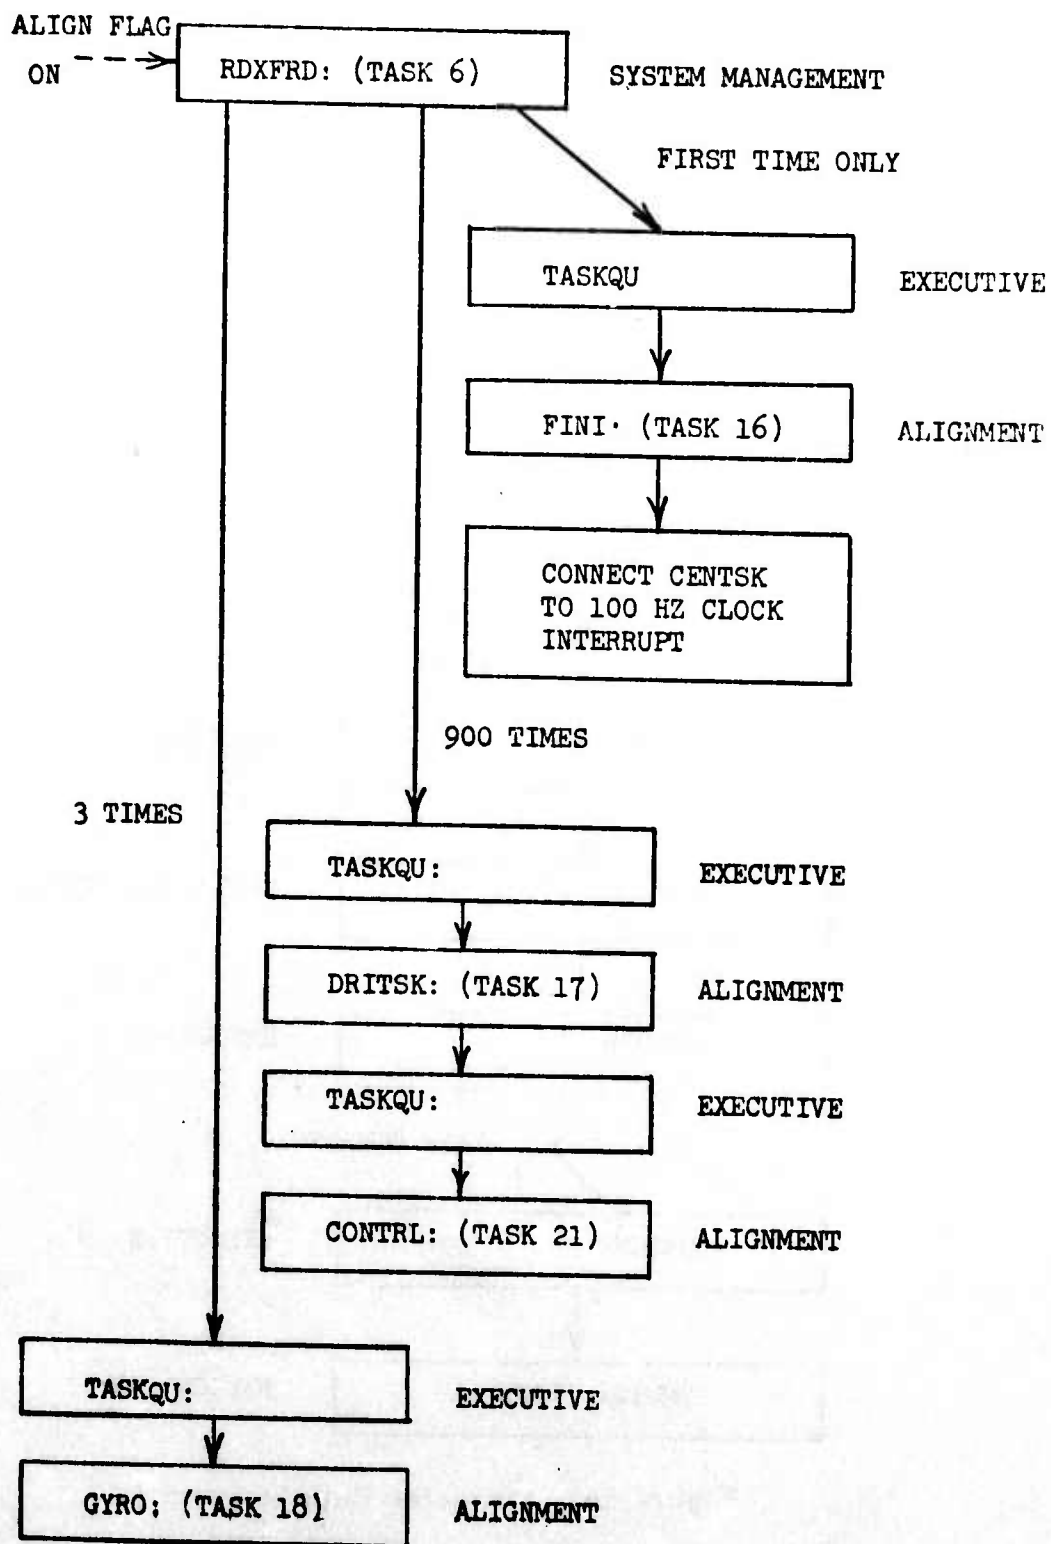 ALIGN FLAG
ON
RDXFRD: (TASK 6)
SYSTEM MANAGEMENT
FIRST TIME ONLY
TASKQU
EXECUTIVE
FINI· (TASK 16)
ALIGNMENT
CONNECT CENTSK
TO 100 HZ CLOCK
INTERRUPT
900 TIMES
3 TIMES
TASKQU:
EXECUTIVE
DRITSK: (TASK 17)
ALIGNMENT
TASKQU:
EXECUTIVE
CONTRL: (TASK 21)
ALIGNMENT
TASKQU:
EXECUTIVE
GYRO: (TASK 18)
ALIGNMENT